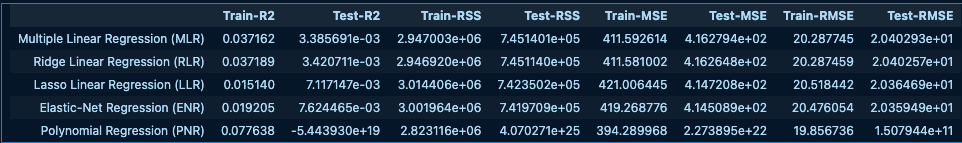 Train-R2 Test-R2 Train-RSS Test-RSS Train-MSE Test-MSE Train-RMSE Test-RMSE
Multiple Linear Regression (MLR) 0.037162 3.385691e-03 2.947003e+06 7.451401e+05 411.592614 4.162794e+02 20.287745 2.040293e+01
Ridge Linear Regression (RLR) 0.037189 3.420711e-03 2.946920e+06 7.451140e+05 411.581002 4.162648e+02 20.287459 2.040257e+01
Lasso Linear Regression (LLR) 0.015140 7.117147e-03 3.014406e+06 7.423502e+05 421.006445 4.147208e+02 20.518442 2.036469e+01
Elastic-Net Regression (ENR) 0.019205 7.624465e-03 3.001964e+06 7.419709e+05 419.268776 4.145089e+02 20.476054 2.035949e+01
Polynomial Regression (PNR) 0.077638 -5.443930e+19 2.823116e+06 4.070271e+25 394.289968 2.273895e+22 19.856736 1.507944e+11